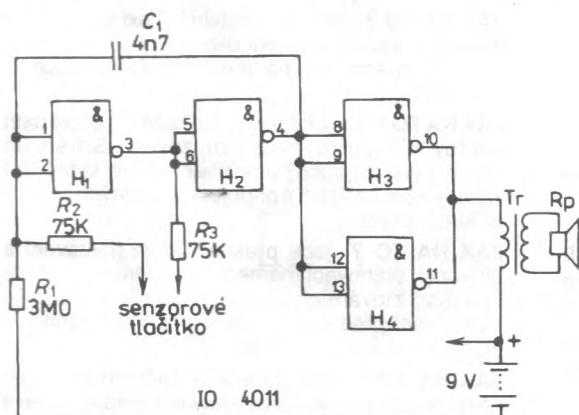 C₁
4n7
&
1
2
3
H₁
&
5
6
4
H₂
&
8
9
10
H₃
R₂
75K
R₃
75K
R₁
3M0
senzorové
tlačítko
&
12
13
11
H₄
Tr
Rp
+
9 V
IO 4011